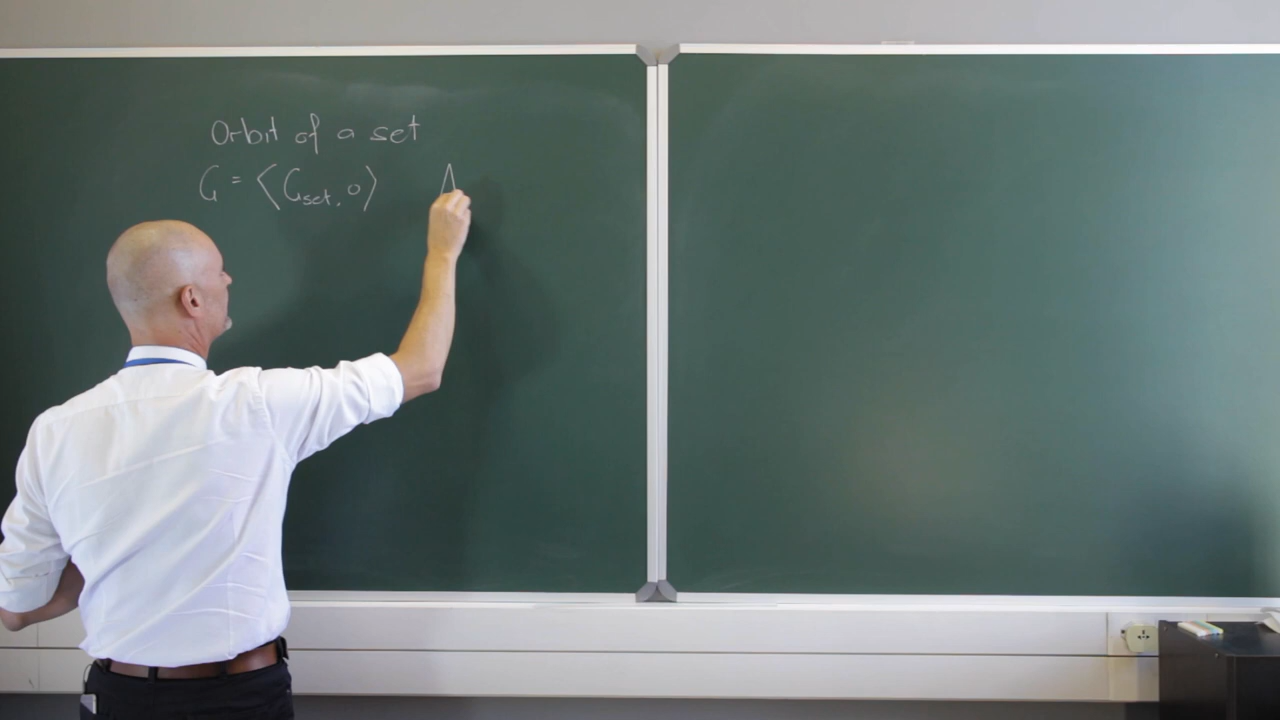 Orbit of a set
G = ⟨G_set, o⟩ A